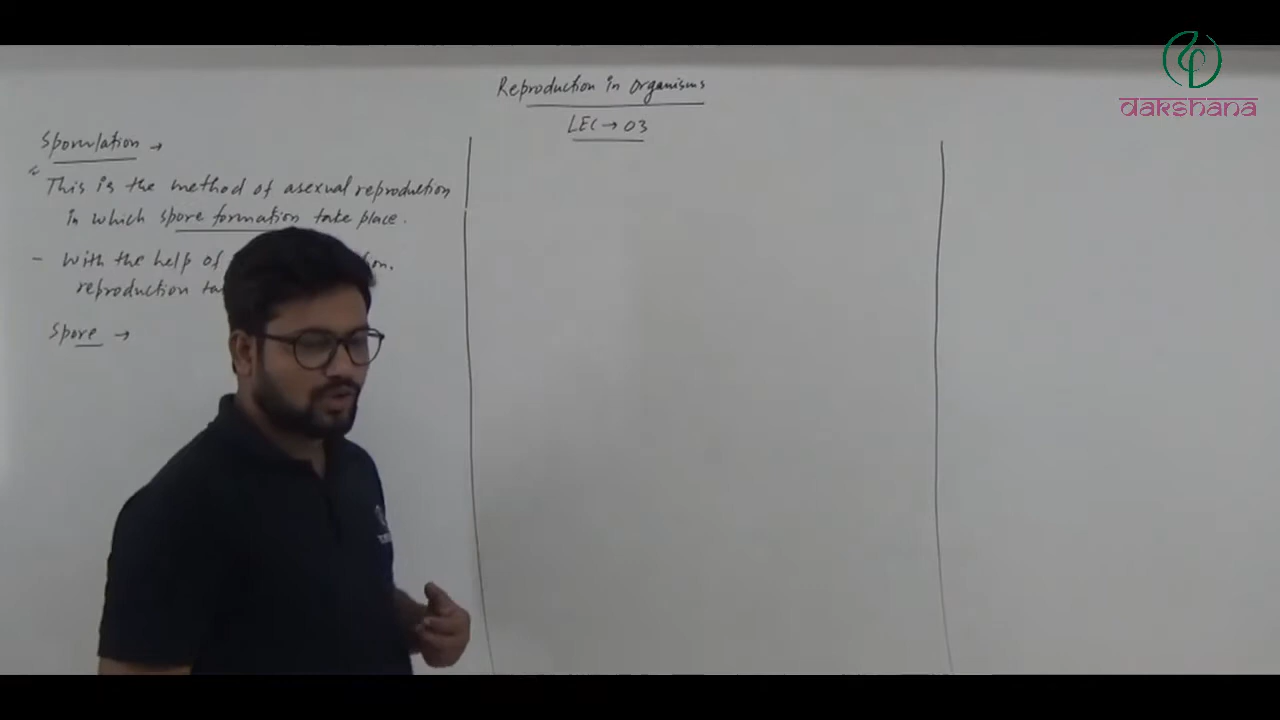 dakshana
Reproduction in organisms
LEC → 03
Sporulation →
This is the method of asexual reproduction
in which spore formation take place.
- With the help of
reproduction
Spore →